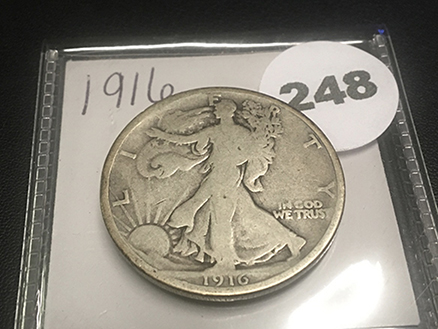 1916
248
LIBERTY
IN GOD
WE TRUST
1916